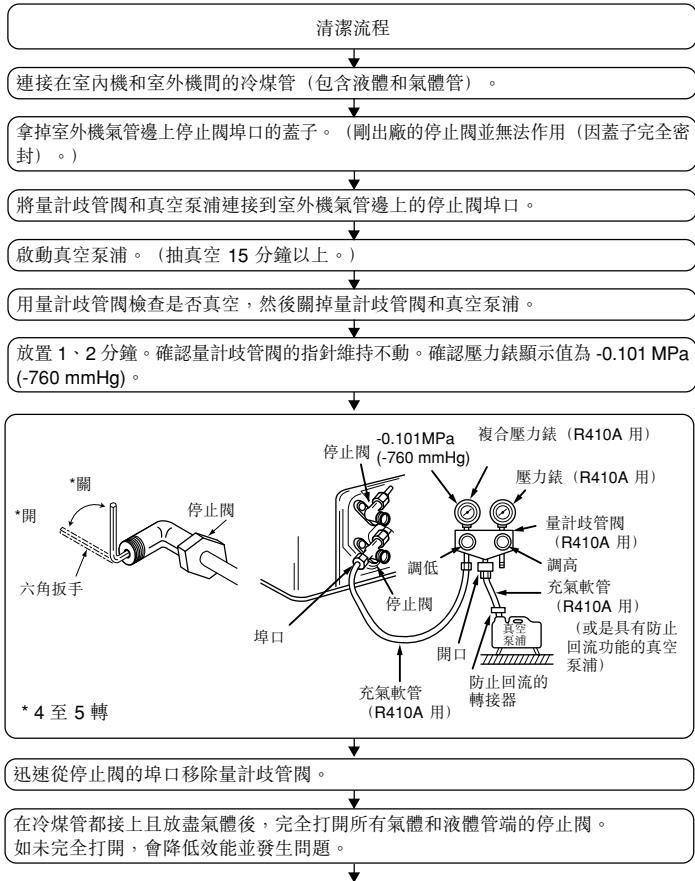 清潔流程
連接在室內機和室外機間的冷煤管（包含液體和氣體管）。
拿掉室外機氣管邊上停止閥埠口的蓋子。（剛出廠的停止閥並無法作用（因蓋子完全密
封）。）
將量計歧管閥和真空泵浦連接到室外機氣管邊上的停止閥埠口。
啟動真空泵浦。（抽真空 15 分鐘以上。）
用量計歧管閥檢查是否真空，然後關掉量計歧管閥和真空泵浦。
放置 1、2 分鐘。確認量計歧管閥的指針維持不動。確認壓力錶顯示值為 -0.101 MPa
(-760 mmHg)。
*關
*開
停止閥
六角扳手
* 4 至 5 轉
停止閥
-0.101MPa
(-760 mmHg)
複合壓力錶（R410A 用）
壓力錶（R410A 用）
量計歧管閥
(R410A 用）
調低
調高
停止閥
埠口
充氣軟管
(R410A 用）
開口
充氣軟管
(R410A 用）
真空
泵浦
（或是具有防止
回流功能的真空
泵浦）
防止回流的
轉接器
迅速從停止閥的埠口移除量計歧管閥。
在冷煤管都接上且放盡氣體後，完全打開所有氣體和液體管端的停止閥。
如未完全打開，會降低效能並發生問題。